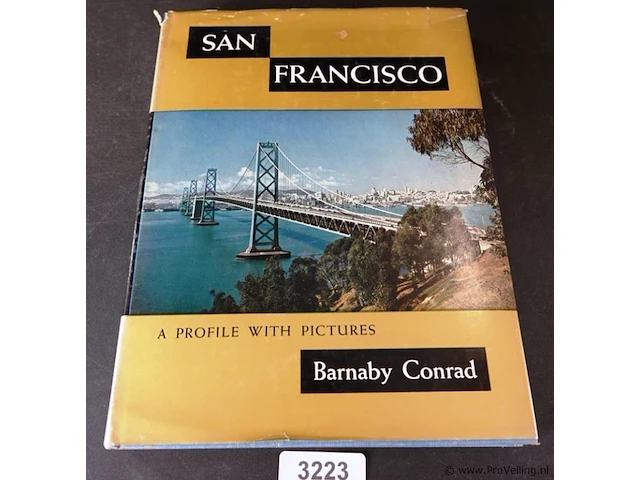 SAN
FRANCISCO
A PROFILE WITH PICTURES
Barnaby Conrad
3223
© www.ProVeiling.nl